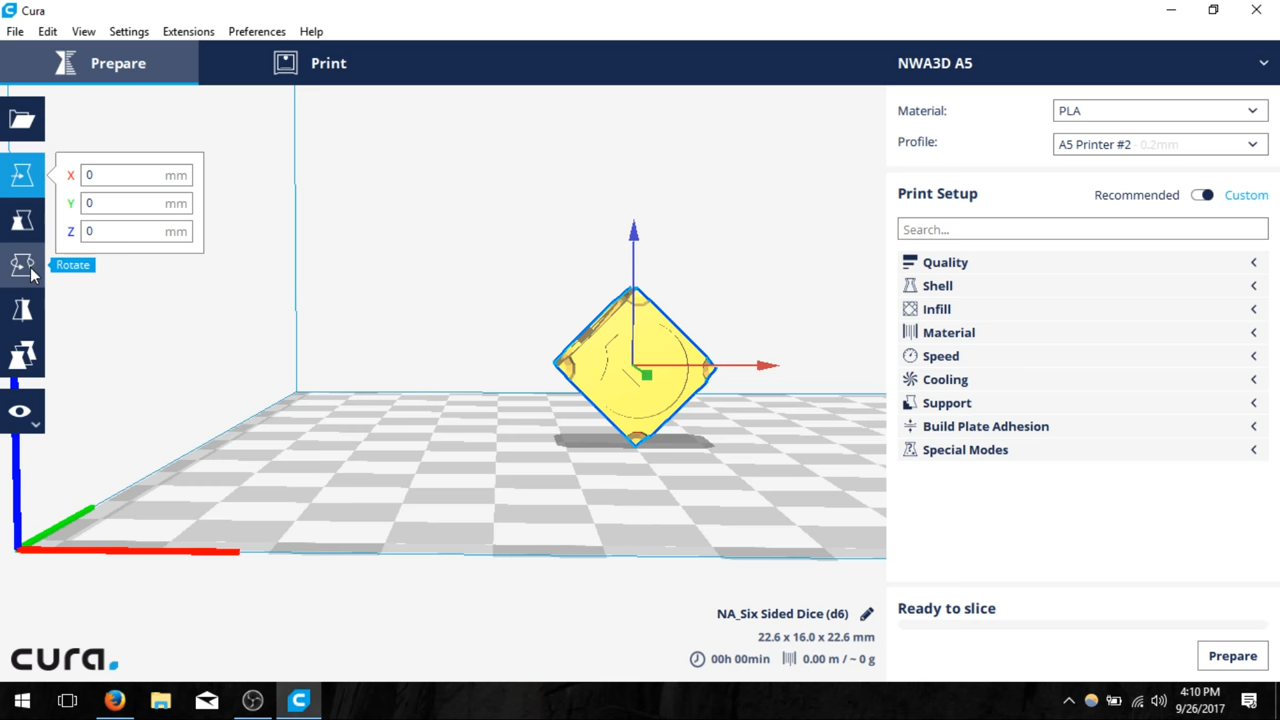 Cura
File Edit View Settings Extensions Preferences Help
Prepare Print NWA3D A5
Material: PLA
Profile: A5 Printer #2 - 0.2mm
X 0 mm
Y 0 mm
Z 0 mm
Rotate
Print Setup Recommended Custom
Search...
Quality
Shell
Infill
Material
Speed
Cooling
Support
Build Plate Adhesion
Special Modes
NA_Six Sided Dice (d6)
22.6 x 16.0 x 22.6 mm
00h 00min 0.00 m / ~ 0 g
Ready to slice
Prepare
cura.
4:10 PM
9/26/2017